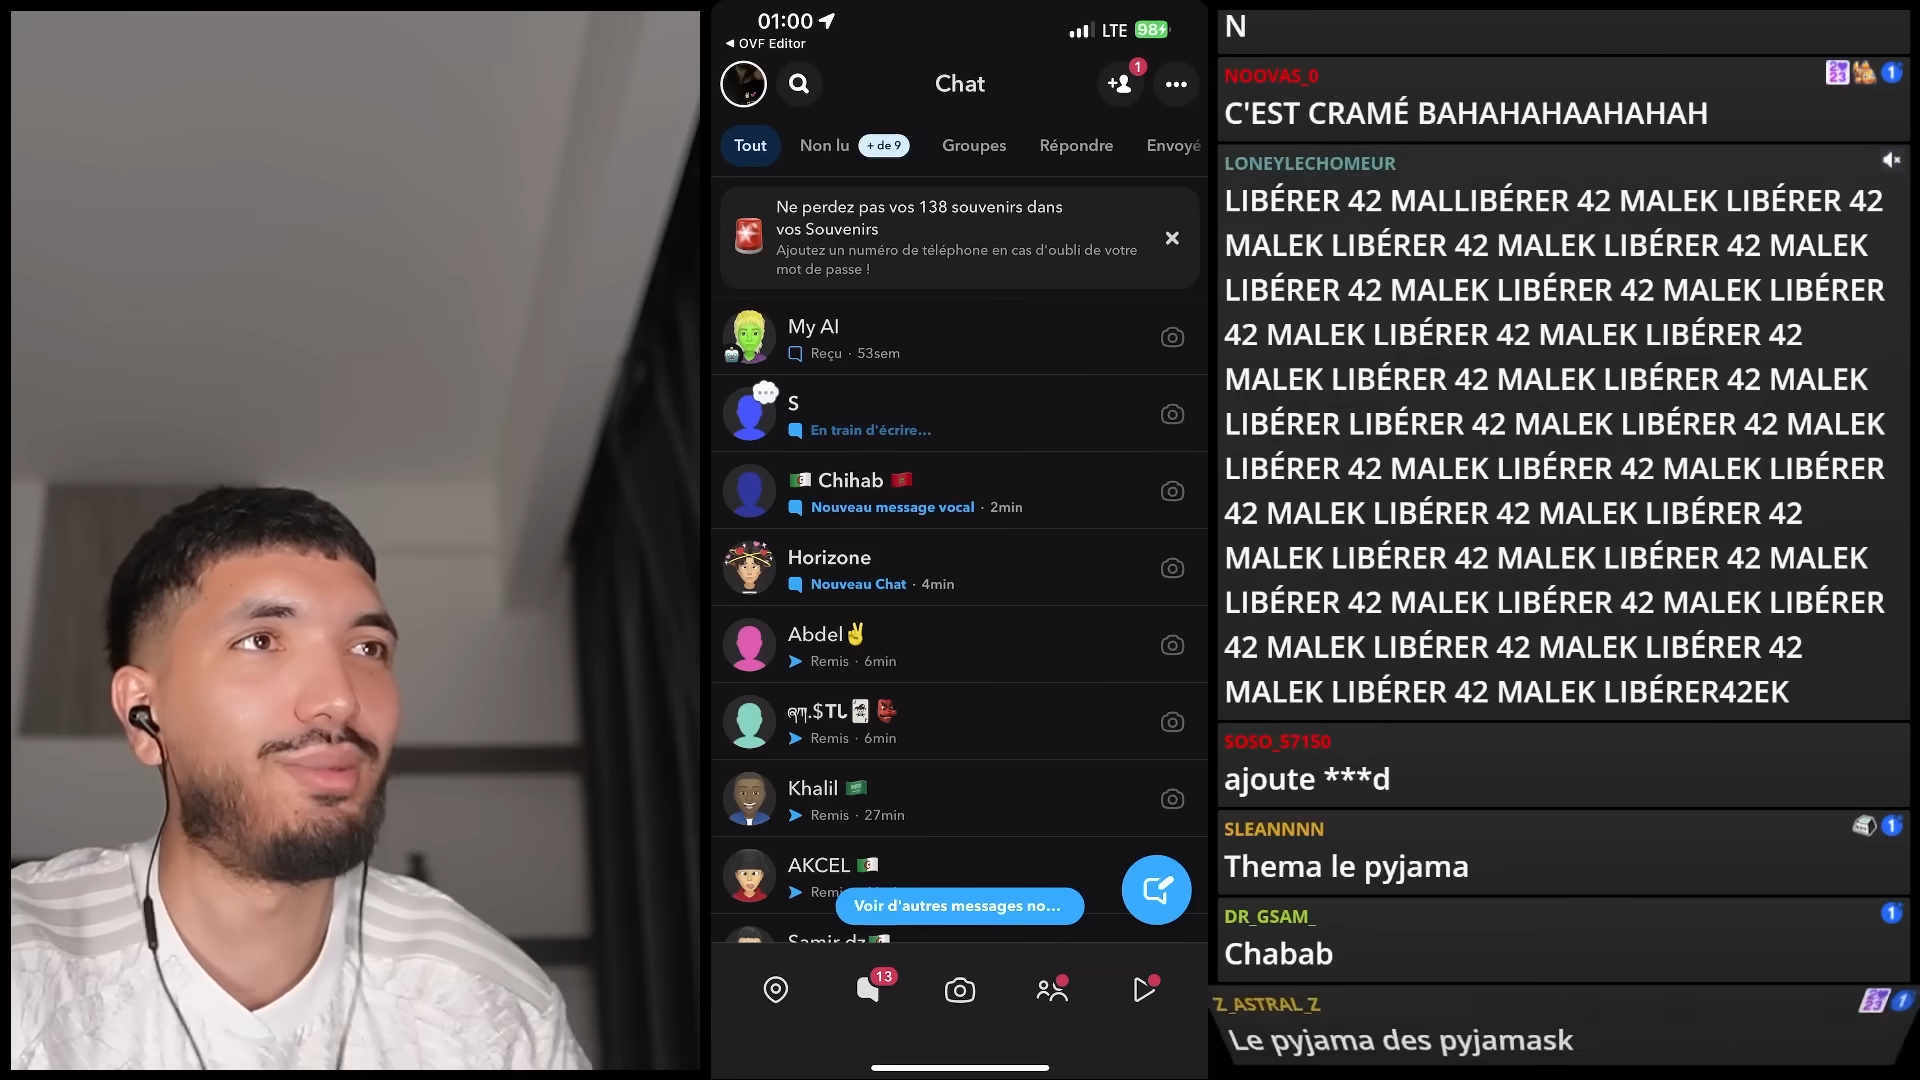 01:00
LTE
98
◀ OVF Editor
Chat
1
Tout
Non lu
+ de 9
Groupes
Répondre
Envoyé
Ne perdez pas vos 138 souvenirs dans
vos Souvenirs
Ajoutez un numéro de téléphone en cas d'oubli de votre
mot de passe !
My AI
Reçu · 53sem
S
En train d'écrire...
🇩🇿 Chihab 🇲🇦
Nouveau message vocal · 2min
Horizone
Nouveau Chat · 4min
Abdel✌️
Remis · 6min
Remis · 6min
Khalil 🇸🇦
Remis · 27min
AKCEL 🇩🇿
Remi
Voir d'autres messages no...
Samir dz🇩🇿
13
N
NOOVAS_0
C'EST CRAMÉ BAHAHAHAAHAHAH
LONEYLECHOMEUR
LIBÉRER 42 MALLIBÉRER 42 MALEK LIBÉRER 42
MALEK LIBÉRER 42 MALEK LIBÉRER 42 MALEK
LIBÉRER 42 MALEK LIBÉRER 42 MALEK LIBÉRER
42 MALEK LIBÉRER 42 MALEK LIBÉRER 42
MALEK LIBÉRER 42 MALEK LIBÉRER 42 MALEK
LIBÉRER LIBÉRER 42 MALEK LIBÉRER 42 MALEK
LIBÉRER 42 MALEK LIBÉRER 42 MALEK LIBÉRER
42 MALEK LIBÉRER 42 MALEK LIBÉRER 42
MALEK LIBÉRER 42 MALEK LIBÉRER 42 MALEK
LIBÉRER 42 MALEK LIBÉRER 42 MALEK LIBÉRER
42 MALEK LIBÉRER 42 MALEK LIBÉRER 42
MALEK LIBÉRER 42 MALEK LIBÉRER42EK
SOSO_57150
ajoute ***d
SLEANNNN
1
Thema le pyjama
DR_GSAM_
1
Chabab
Z_ASTRAL_Z
1
Le pyjama des pyjamask